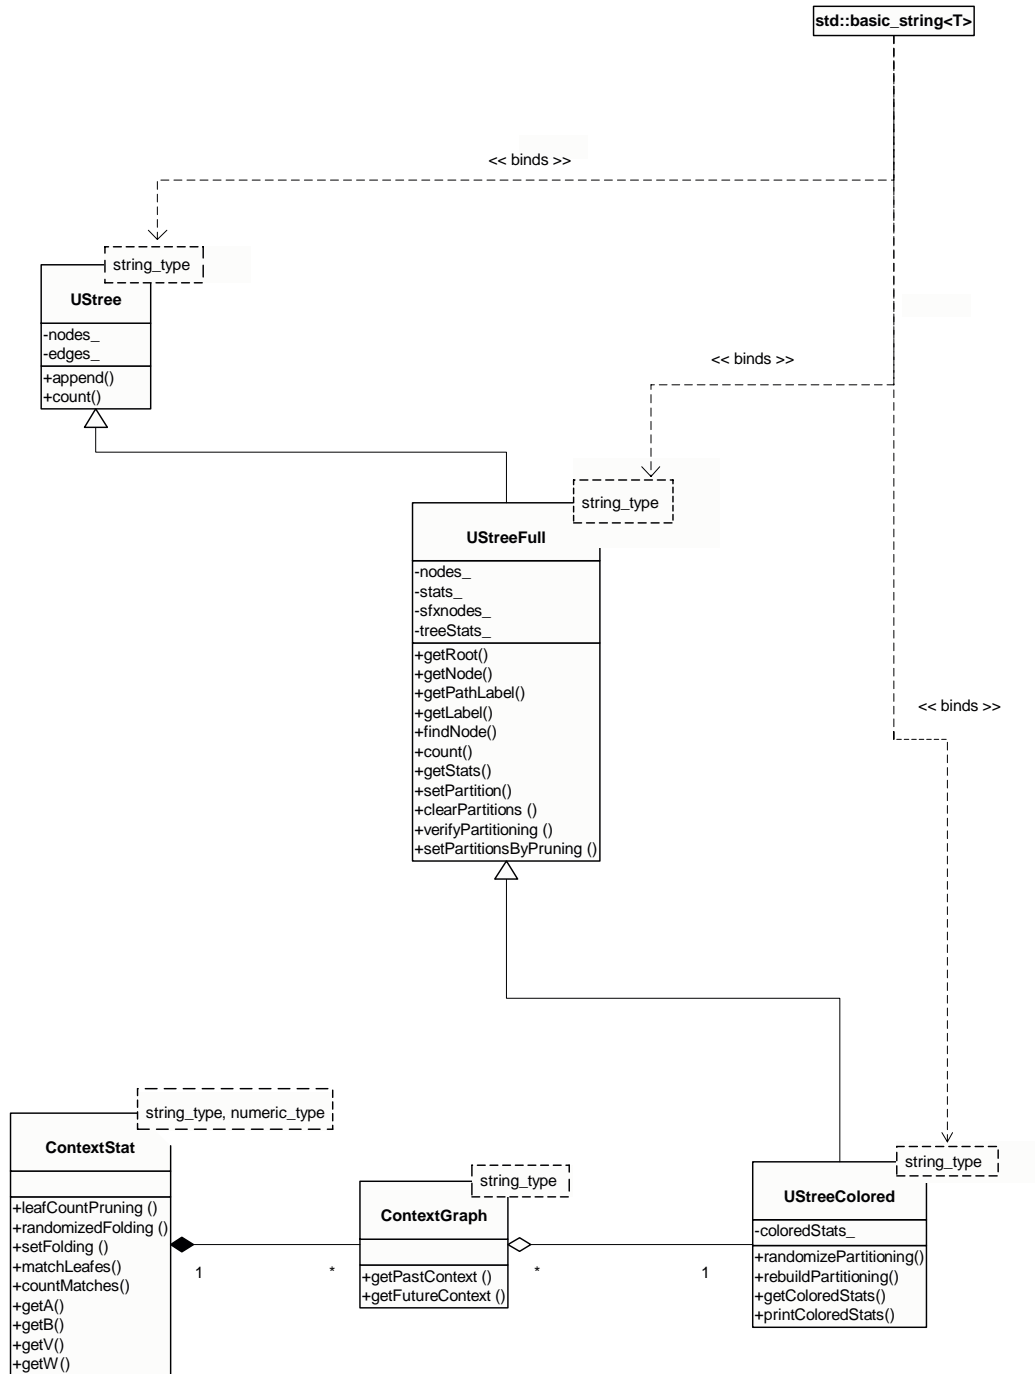 std::basic_string<T>
<< binds >>
string_type
UStree
-nodes_
-edges_
+append()
+count()
<< binds >>
string_type
UStreeFull
-nodes_
-stats_
-sfxnodes_
-treeStats_
+getRoot()
+getNode()
+getPathLabel()
+getLabel()
+findNode()
+count()
+getStats()
+setPartition()
+clearPartitions ()
+verifyPartitioning ()
+setPartitionsByPruning ()
<< binds >>
string_type, numeric_type
ContextStat
+leafCountPruning ()
+randomizedFolding ()
+setFolding ()
+matchLeafes()
+countMatches()
+getA()
+getB()
+getV()
+getW()
1
*
string_type
ContextGraph
+getPastContext ()
+getFutureContext ()
*
1
string_type
UStreeColored
-coloredStats_
+randomizePartitioning()
+rebuildPartitioning()
+getColoredStats()
+printColoredStats()